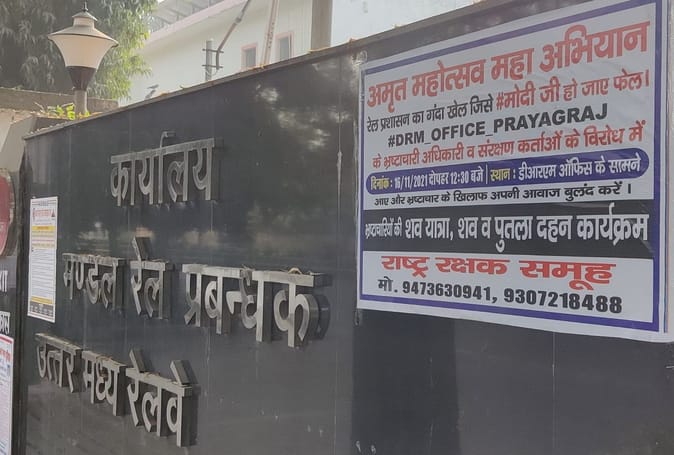 कार्यालय
मण्डल रेल प्रबन्धक
उत्तर मध्य रेलवे
अमृत महोत्सव महा अभियान
रेल प्रशासन का गंदा खेल जिसे #मोदी जी हो जाए फेल।
#DRM_OFFICE_PRAYAGRAJ
के भ्रष्टाचारी अधिकारी व संरक्षण कर्ताओं के विरोध में
दिनांक : 16/11/2021 दोपहर 12:30 बजे | स्थान : डीआरएम ऑफिस के सामने
आए और भ्रष्टाचार के खिलाफ अपनी आवाज बुलंद करें ।
भ्रष्टाचारियों की शव यात्रा, शव व पुतला दहन कार्यक्रम
राष्ट्र रक्षक समूह
मो. 9473630941, 9307218488